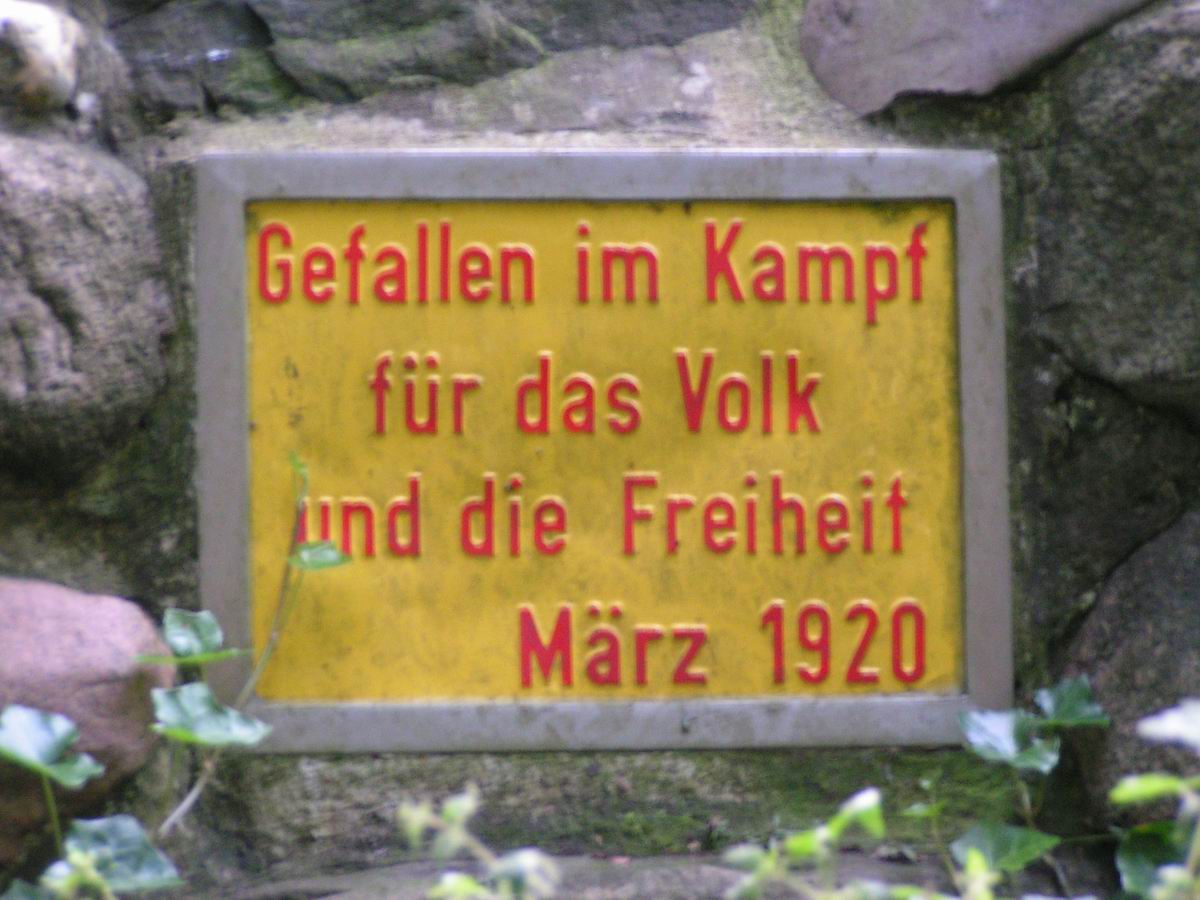 Gefallen im Kampf
für das Volk
und die Freiheit
März 1920